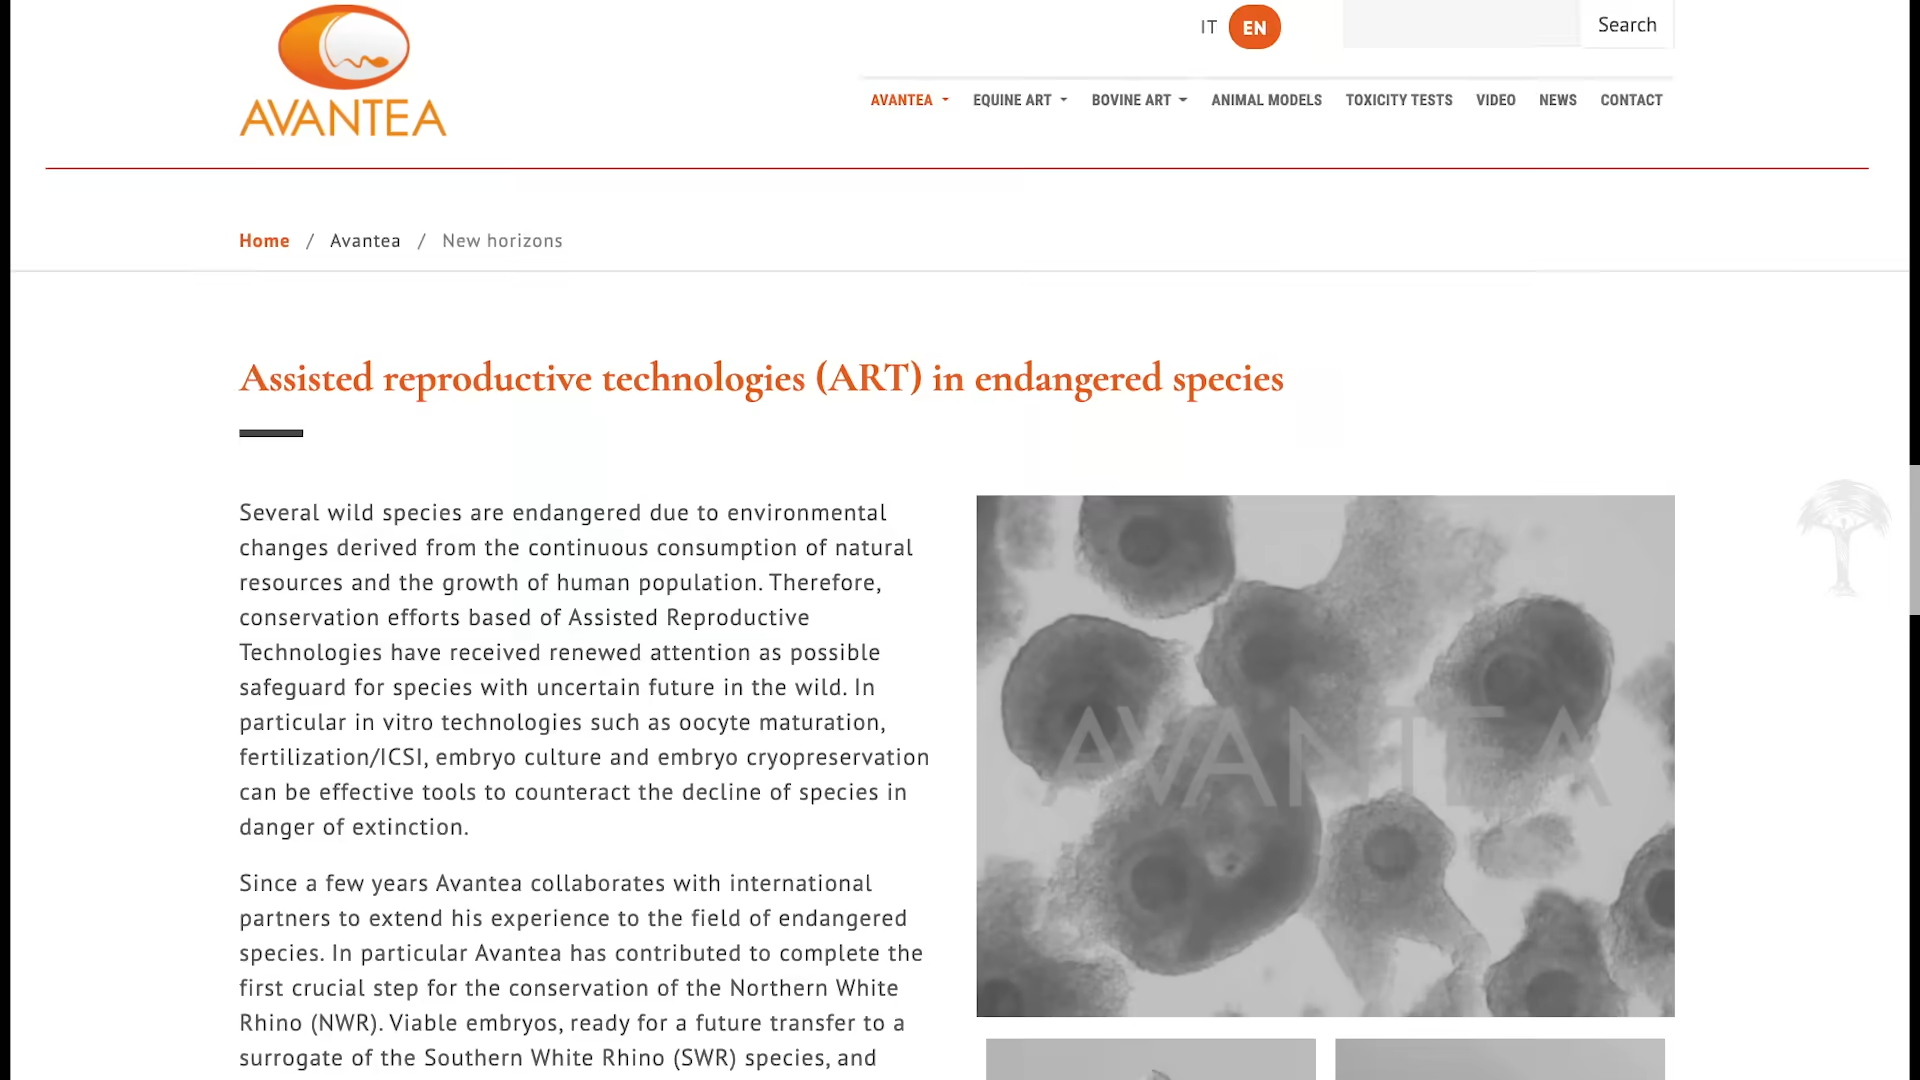 AVANTEA
IT EN Search
AVANTEA EQUINE ART BOVINE ART ANIMAL MODELS TOXICITY TESTS VIDEO NEWS CONTACT
Home / Avantea / New horizons
Assisted reproductive technologies (ART) in endangered species
Several wild species are endangered due to environmental
changes derived from the continuous consumption of natural
resources and the growth of human population. Therefore,
conservation efforts based of Assisted Reproductive
Technologies have received renewed attention as possible
safeguard for species with uncertain future in the wild. In
particular in vitro technologies such as oocyte maturation,
fertilization/ICSI, embryo culture and embryo cryopreservation
can be effective tools to counteract the decline of species in
danger of extinction.
Since a few years Avantea collaborates with international
partners to extend his experience to the field of endangered
species. In particular Avantea has contributed to complete the
first crucial step for the conservation of the Northern White
Rhino (NWR). Viable embryos, ready for a future transfer to a
surrogate of the Southern White Rhino (SWR) species, and
AVANTEA